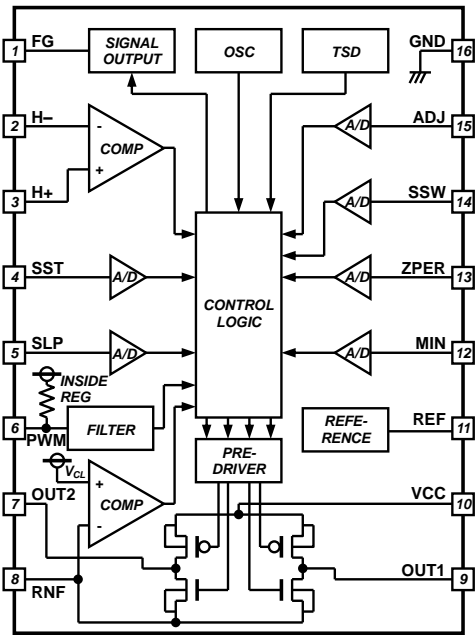 1 FG SIGNAL OUTPUT OSC TSD GND 16
2 H– - COMP A/D ADJ 15
3 H+ + A/D SSW 14
4 SST A/D CONTROL LOGIC A/D ZPER 13
5 SLP A/D A/D MIN 12
INSIDE REG
6 PWM FILTER REFE-RENCE REF 11
PRE-DRIVER
VCL + COMP -
7 OUT2 VCC 10
8 RNF OUT1 9